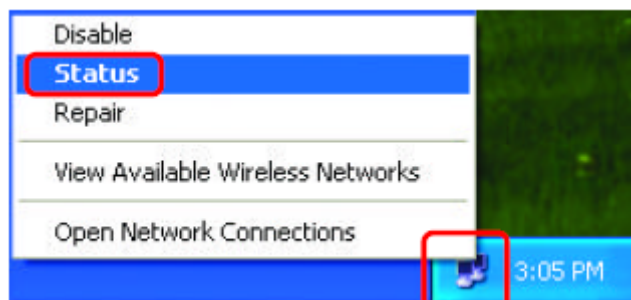 Disable
Status
Repair
View Available Wireless Networks
Open Network Connections
3:05 PM